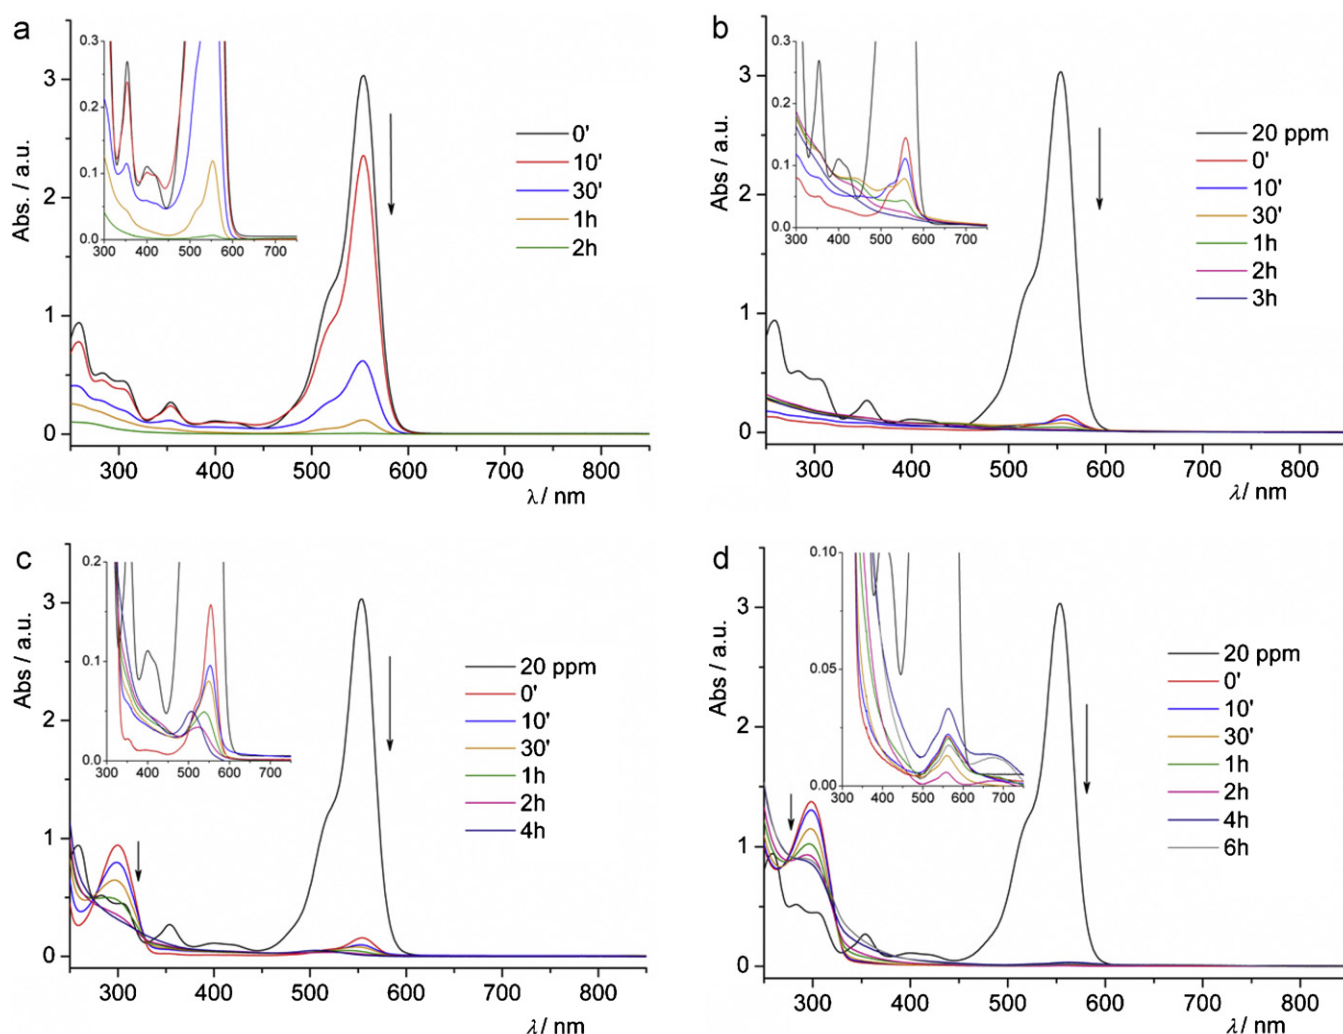 a
Abs. / a.u.
3
2
1
0
300 400 500 600 700 800
λ/ nm
0.3
0.2
0.1
0.0
300 400 500 600 700
0'
10'
30'
1h
2h
b
Abs / a.u.
3
2
1
0
300 400 500 600 700 800
λ/ nm
0.3
0.2
0.1
0.0
300 400 500 600 700
20 ppm
0'
10'
30'
1h
2h
3h
c
Abs / a.u.
3
2
1
0
300 400 500 600 700 800
λ/ nm
0.2
0.1
0.0
300 400 500 600 700
20 ppm
0'
10'
30'
1h
2h
4h
d
Abs / a.u.
3
2
1
0
300 400 500 600 700 800
λ/ nm
0.10
0.05
0.00
300 400 500 600 700
20 ppm
0'
10'
30'
1h
2h
4h
6h